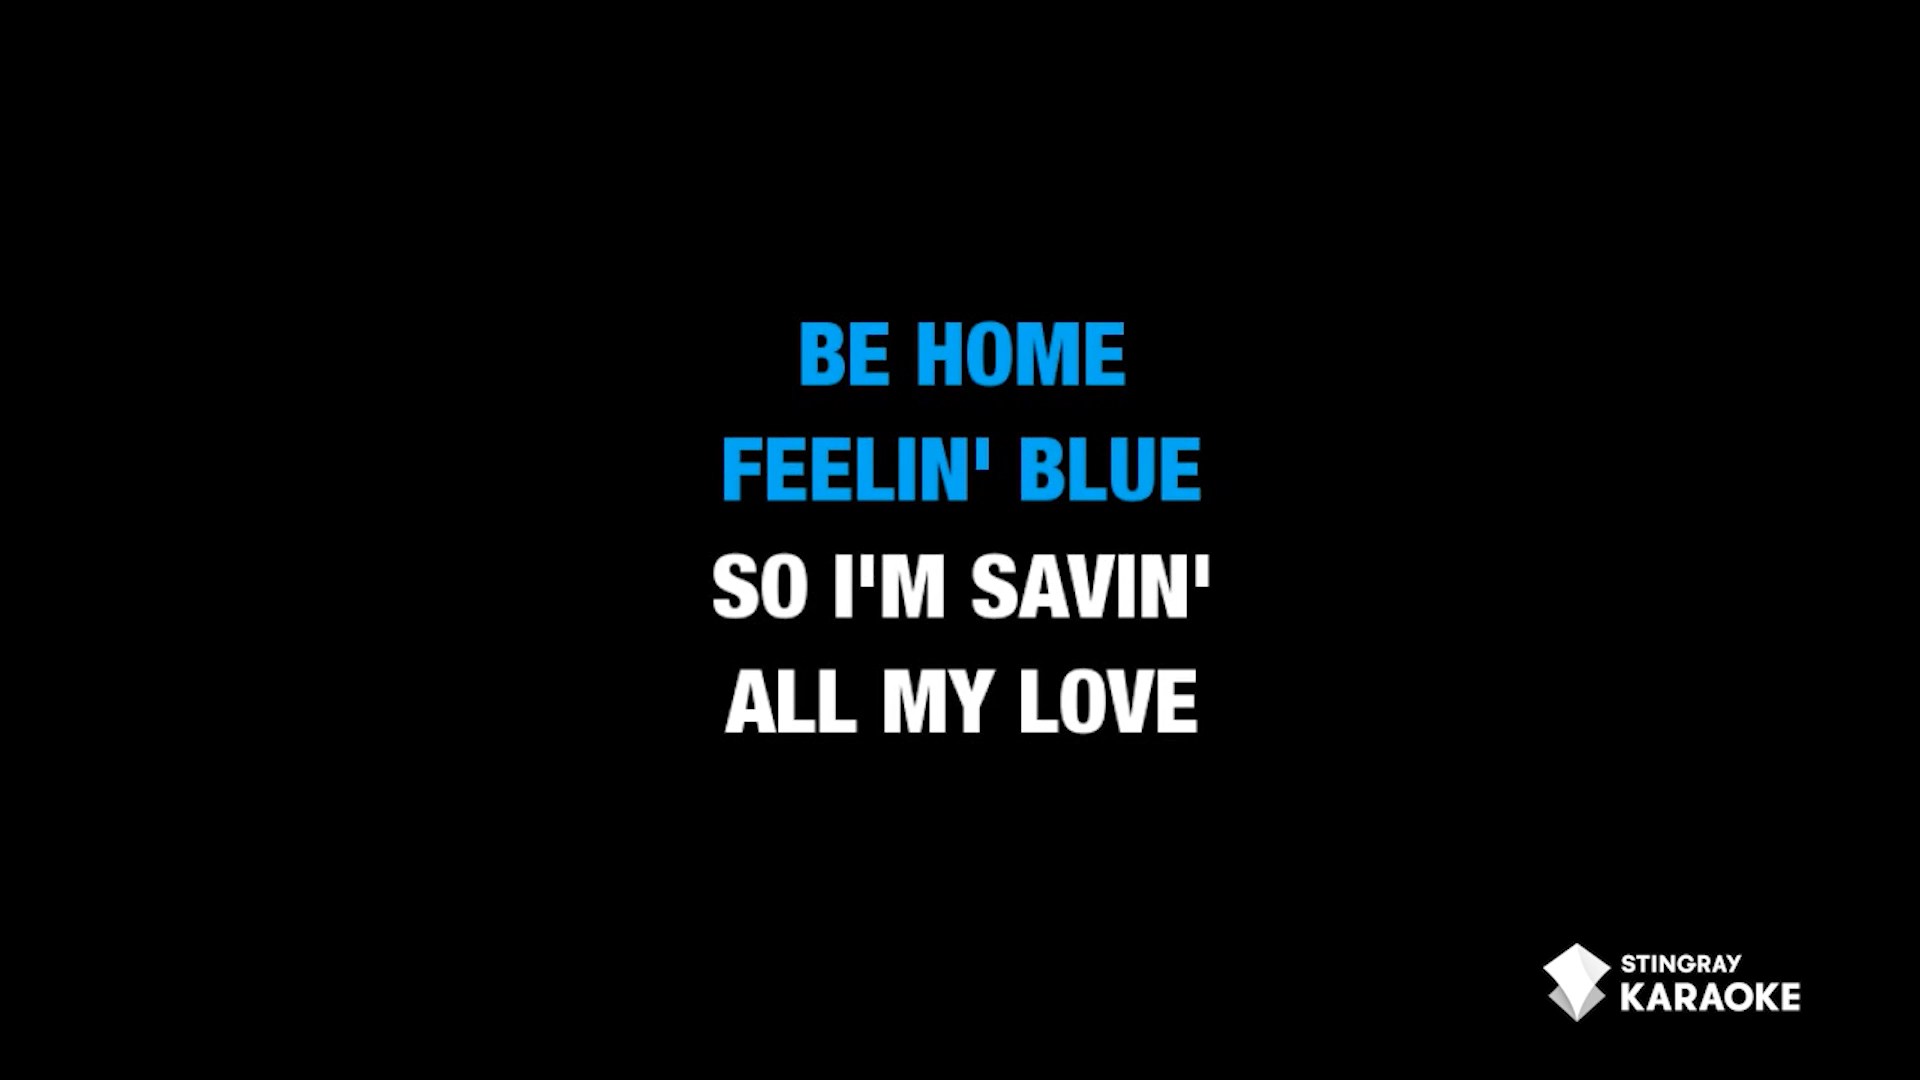 BE HOME
FEELIN' BLUE
SO I'M SAVIN'
ALL MY LOVE
STINGRAY
KARAOKE